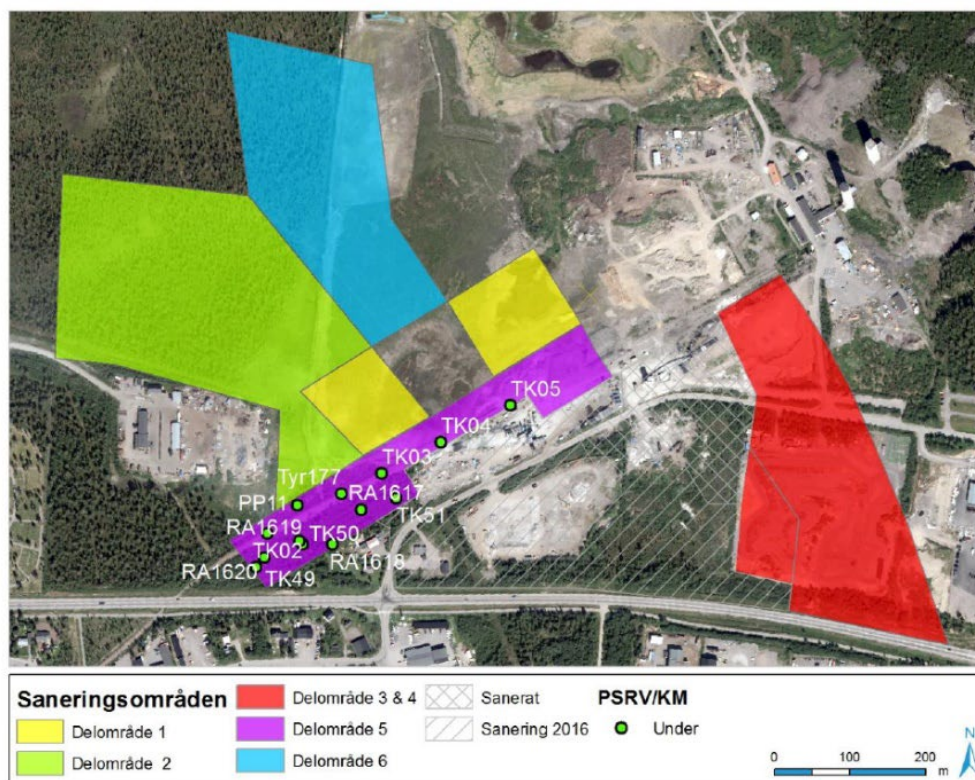 TK05
TK04
TK03
Tyr177
RA1617
PP11
TK51
RA1619
TK50
TK02
RA1618
RA1620
TK49
Saneringsområden
Delområde 1
Delområde 2
Delområde 3 & 4
Delområde 5
Delområde 6
Sanerat
Sanering 2016
PSRV/KM
Under
N
0 100 200
m